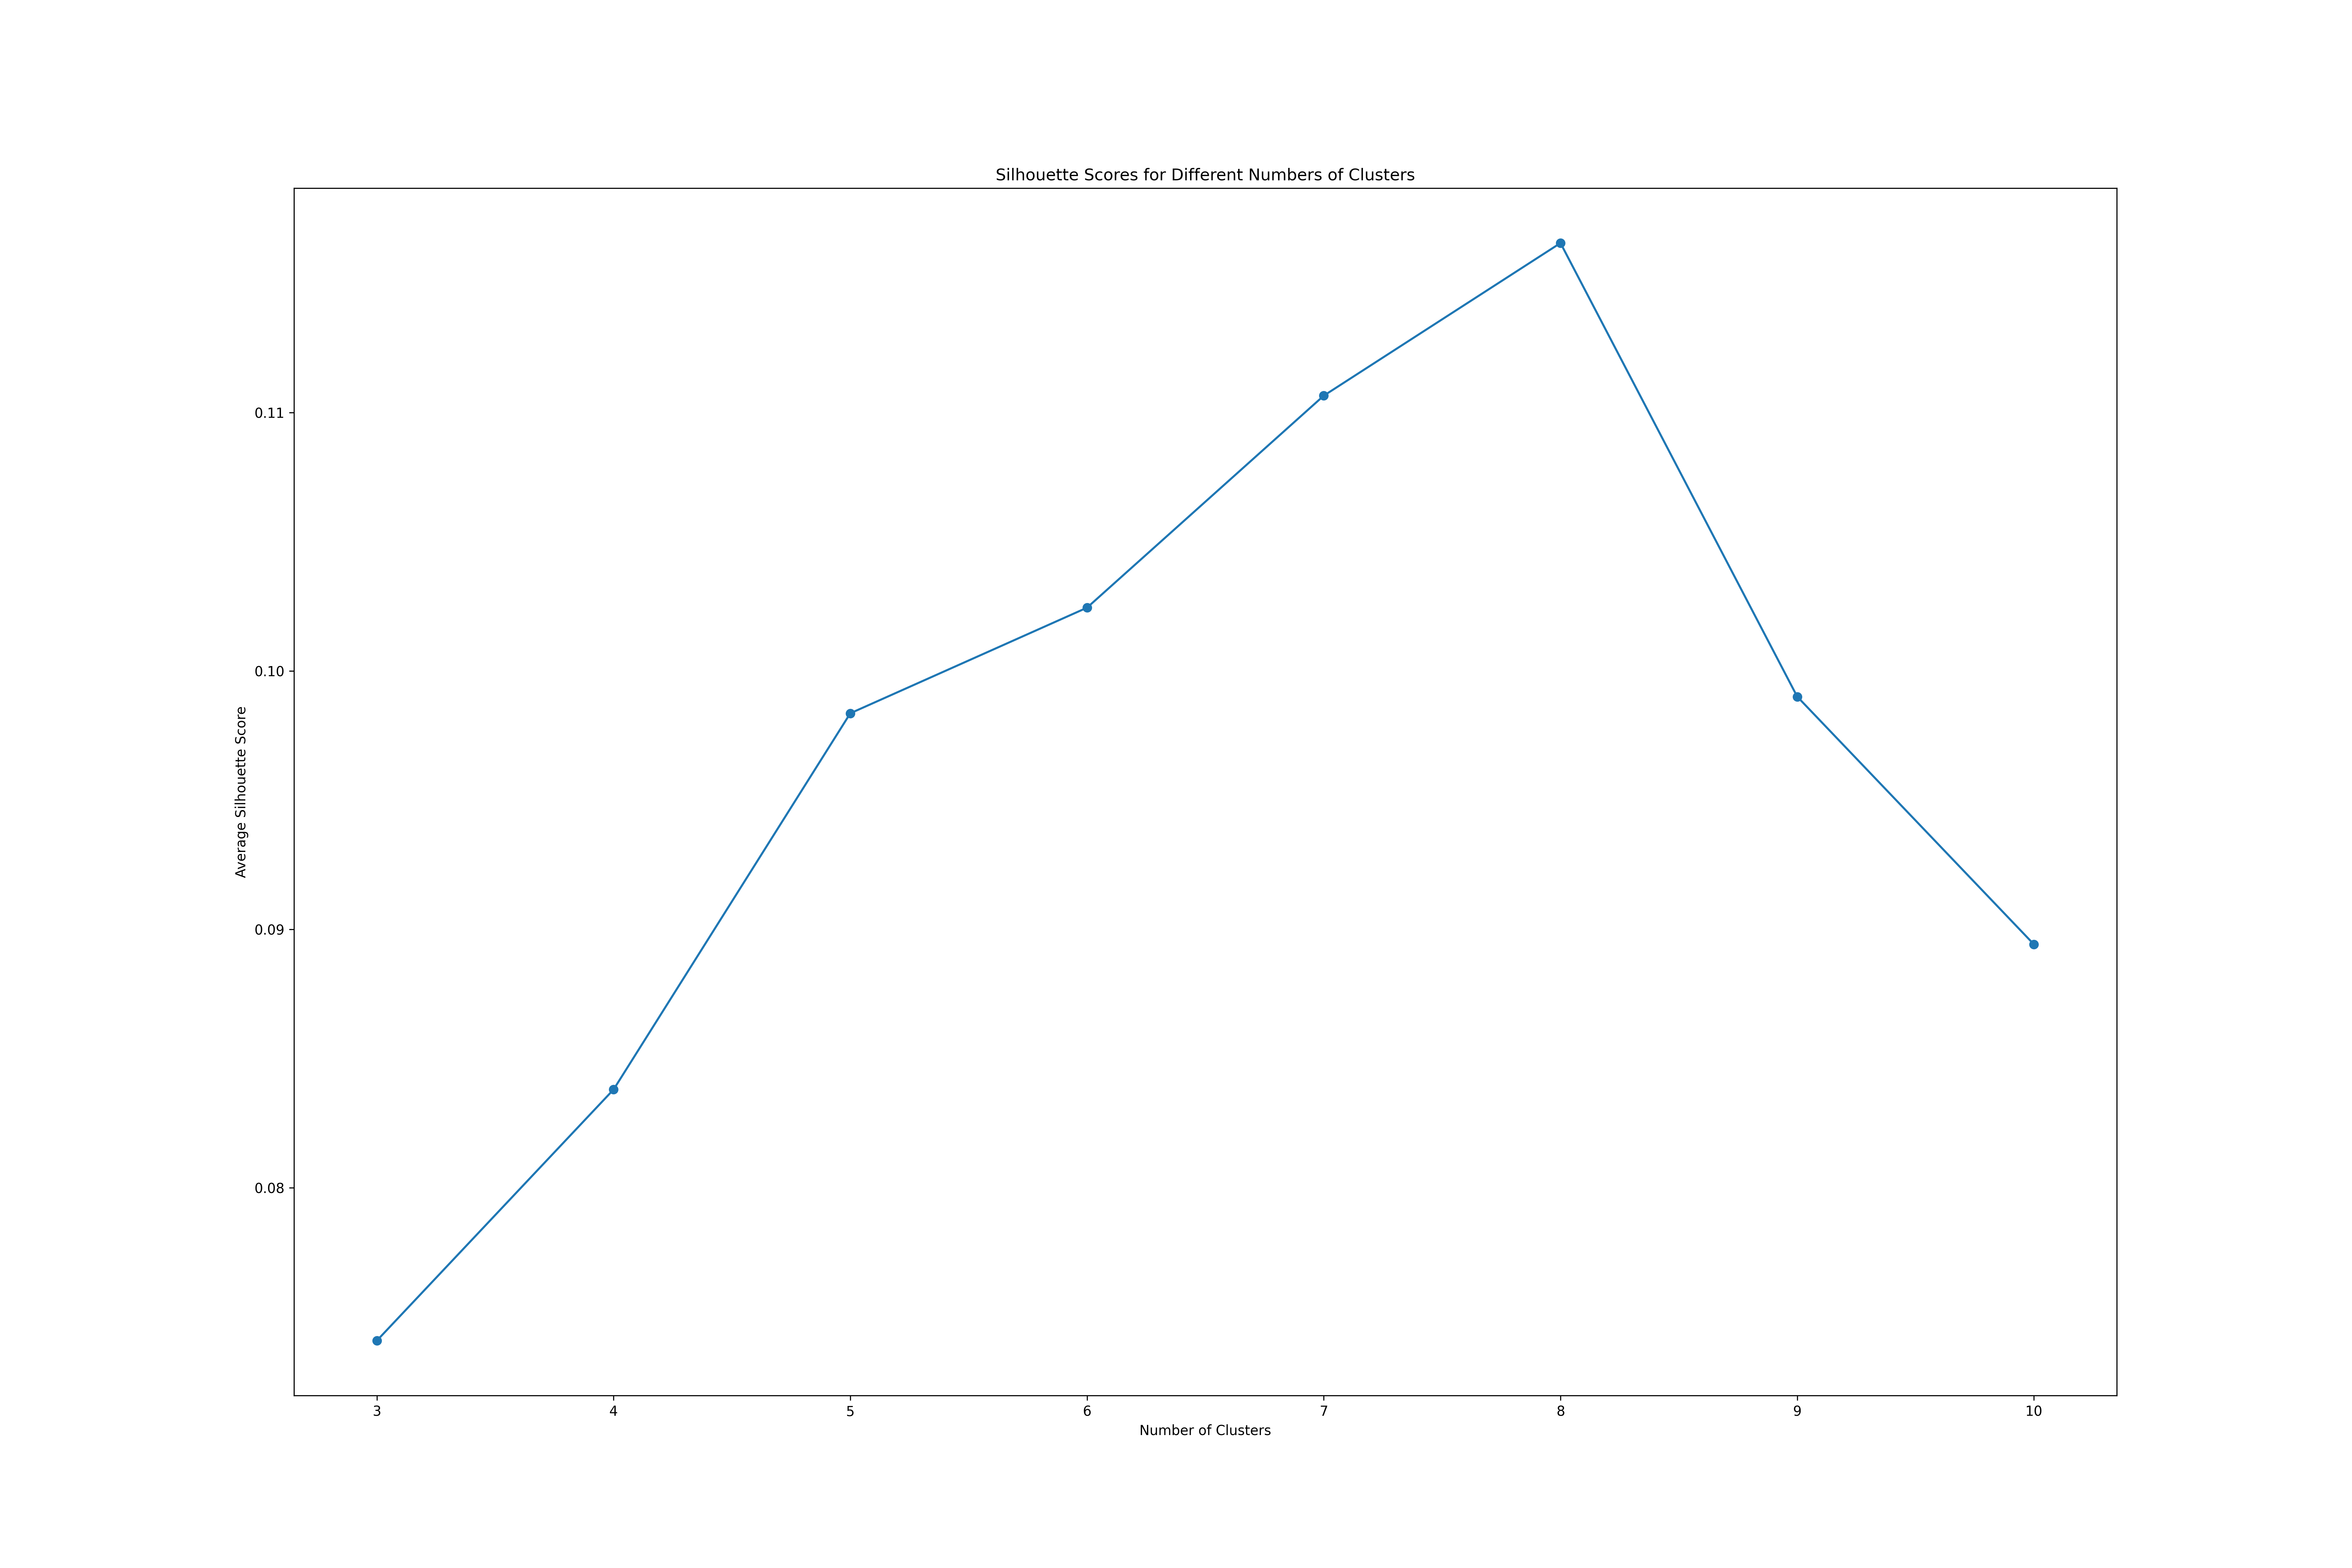 Silhouette Scores for Different Numbers of Clusters
0.11
0.10
0.09
0.08
Average Silhouette Score
3 4 5 6 7 8 9 10
Number of Clusters